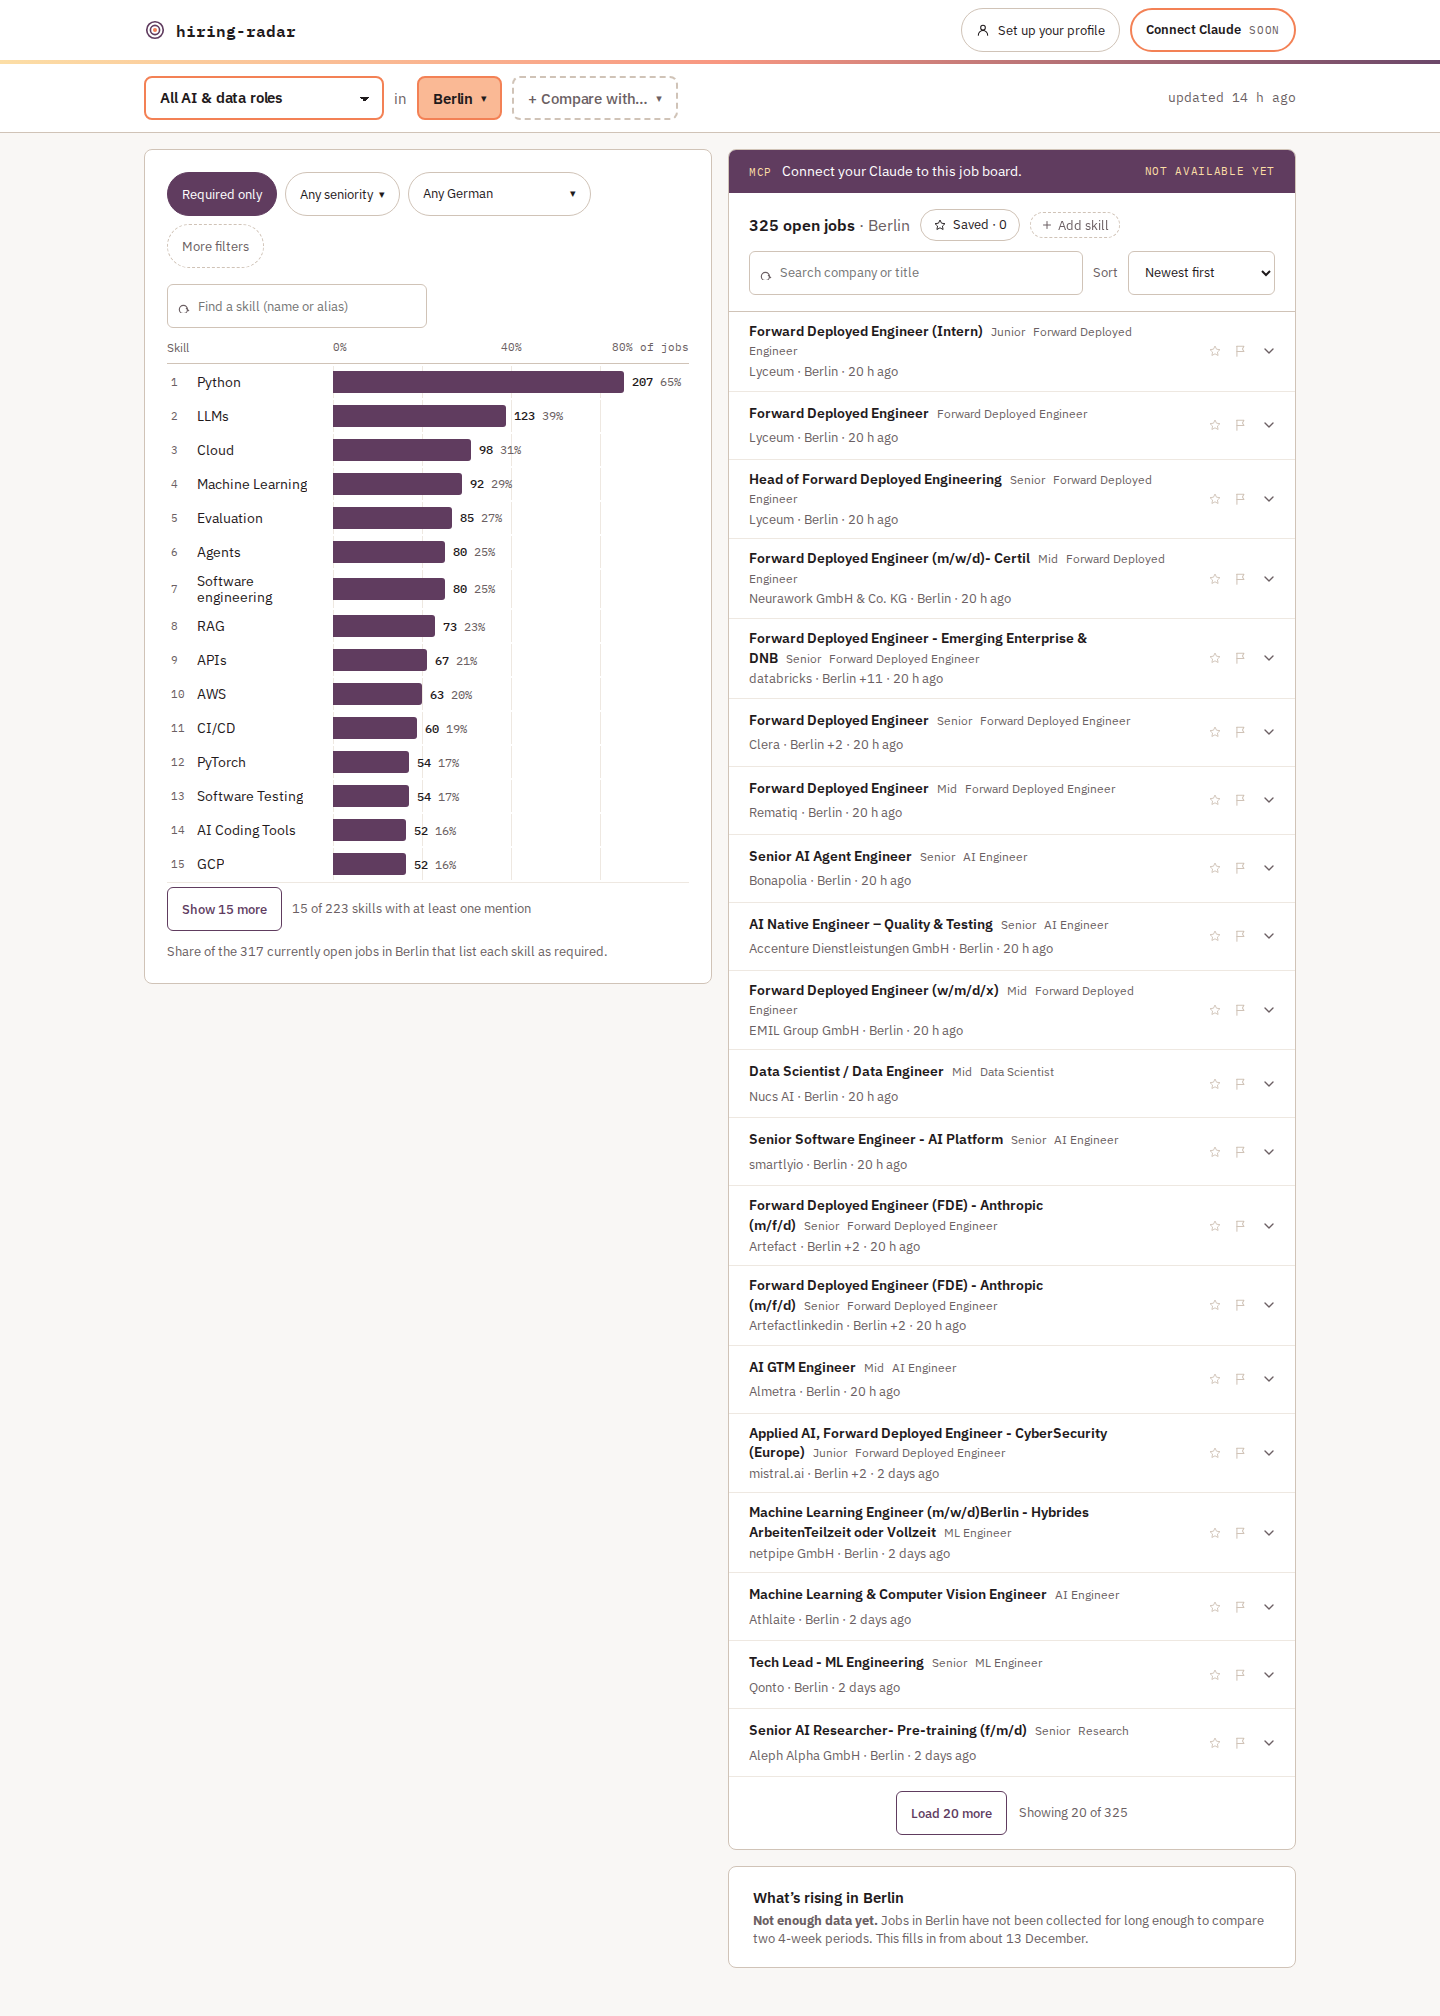 hiring-radar
Set up your profile
Connect Claude SOON
All AI & data roles
in
Berlin ▾
+ Compare with... ▾
updated 14 h ago
Required only
Any seniority ▾
Any German ▾
More filters
Find a skill (name or alias)
Skill 0% 40% 80% of jobs
1 Python 207 65%
2 LLMs 123 39%
3 Cloud 98 31%
4 Machine Learning 92 29%
5 Evaluation 85 27%
6 Agents 80 25%
7 Software
engineering 80 25%
8 RAG 73 23%
9 APIs 67 21%
10 AWS 63 20%
11 CI/CD 60 19%
12 PyTorch 54 17%
13 Software Testing 54 17%
14 AI Coding Tools 52 16%
15 GCP 52 16%
Show 15 more
15 of 223 skills with at least one mention
Share of the 317 currently open jobs in Berlin that list each skill as required.
MCP Connect your Claude to this job board. NOT AVAILABLE YET
325 open jobs · Berlin
Saved · 0
+ Add skill
Search company or title
Sort
Newest first
Forward Deployed Engineer (Intern) Junior Forward Deployed
Engineer
Lyceum · Berlin · 20 h ago
Forward Deployed Engineer Forward Deployed Engineer
Lyceum · Berlin · 20 h ago
Head of Forward Deployed Engineering Senior Forward Deployed
Engineer
Lyceum · Berlin · 20 h ago
Forward Deployed Engineer (m/w/d)- Certil Mid Forward Deployed
Engineer
Neurawork GmbH & Co. KG · Berlin · 20 h ago
Forward Deployed Engineer - Emerging Enterprise &
DNB Senior Forward Deployed Engineer
databricks · Berlin +11 · 20 h ago
Forward Deployed Engineer Senior Forward Deployed Engineer
Clera · Berlin +2 · 20 h ago
Forward Deployed Engineer Mid Forward Deployed Engineer
Rematiq · Berlin · 20 h ago
Senior AI Agent Engineer Senior AI Engineer
Bonapolia · Berlin · 20 h ago
AI Native Engineer – Quality & Testing Senior AI Engineer
Accenture Dienstleistungen GmbH · Berlin · 20 h ago
Forward Deployed Engineer (w/m/d/x) Mid Forward Deployed
Engineer
EMIL Group GmbH · Berlin · 20 h ago
Data Scientist / Data Engineer Mid Data Scientist
Nucs AI · Berlin · 20 h ago
Senior Software Engineer - AI Platform Senior AI Engineer
smartlyio · Berlin · 20 h ago
Forward Deployed Engineer (FDE) - Anthropic
(m/f/d) Senior Forward Deployed Engineer
Artefact · Berlin +2 · 20 h ago
Forward Deployed Engineer (FDE) - Anthropic
(m/f/d) Senior Forward Deployed Engineer
Artefactlinkedin · Berlin +2 · 20 h ago
AI GTM Engineer Mid AI Engineer
Almetra · Berlin · 20 h ago
Applied AI, Forward Deployed Engineer - CyberSecurity
(Europe) Junior Forward Deployed Engineer
mistral.ai · Berlin +2 · 2 days ago
Machine Learning Engineer (m/w/d)Berlin - Hybrides
ArbeitenTeilzeit oder Vollzeit ML Engineer
netpipe GmbH · Berlin · 2 days ago
Machine Learning & Computer Vision Engineer AI Engineer
Athlaite · Berlin · 2 days ago
Tech Lead - ML Engineering Senior ML Engineer
Qonto · Berlin · 2 days ago
Senior AI Researcher- Pre-training (f/m/d) Senior Research
Aleph Alpha GmbH · Berlin · 2 days ago
Load 20 more
Showing 20 of 325
What's rising in Berlin
Not enough data yet. Jobs in Berlin have not been collected for long enough to compare
two 4-week periods. This fills in from about 13 December.